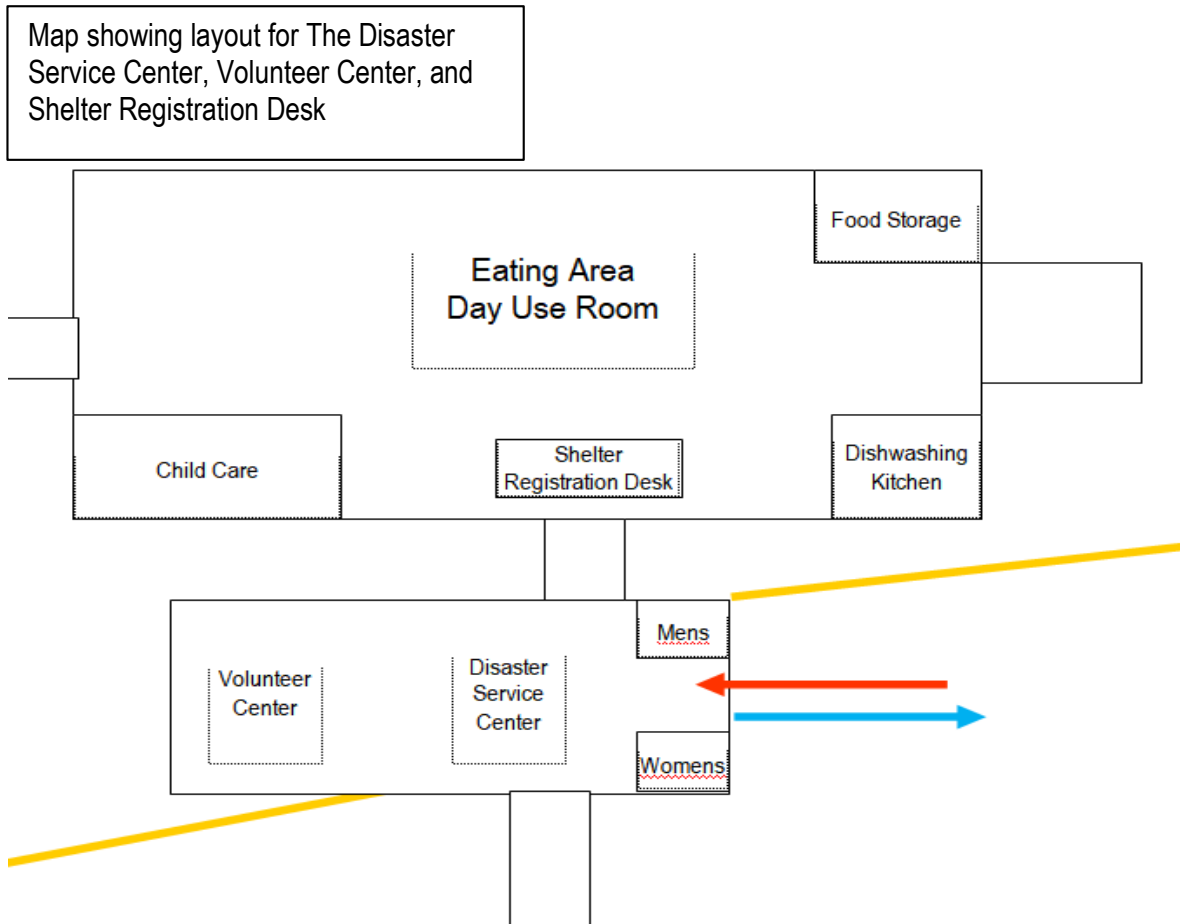 Map showing layout for The Disaster
Service Center, Volunteer Center, and
Shelter Registration Desk
Food Storage
Eating Area
Day Use Room
Child Care
Shelter
Registration Desk
Dishwashing
Kitchen
Mens
Volunteer
Center
Disaster
Service
Center
Womens